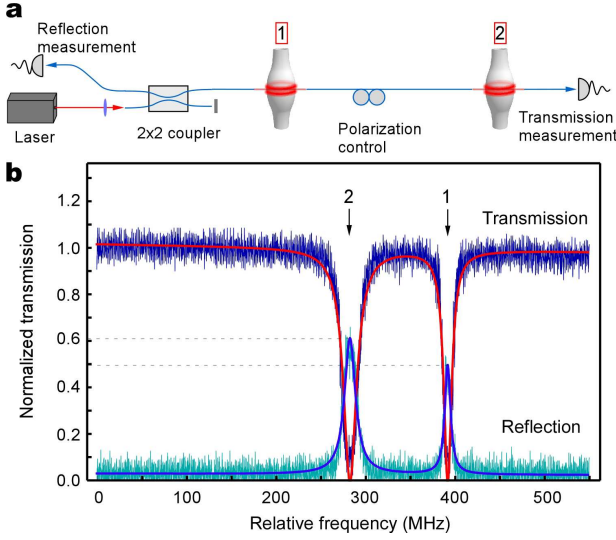 a
Reflection
measurement
1
2
Laser
2x2 coupler
Polarization
control
Transmission
measurement
b
Normalized transmission
1.2
1.0
0.8
0.6
0.4
0.2
0.0
2
1
Transmission
Reflection
0
100
200
300
400
500
Relative frequency (MHz)